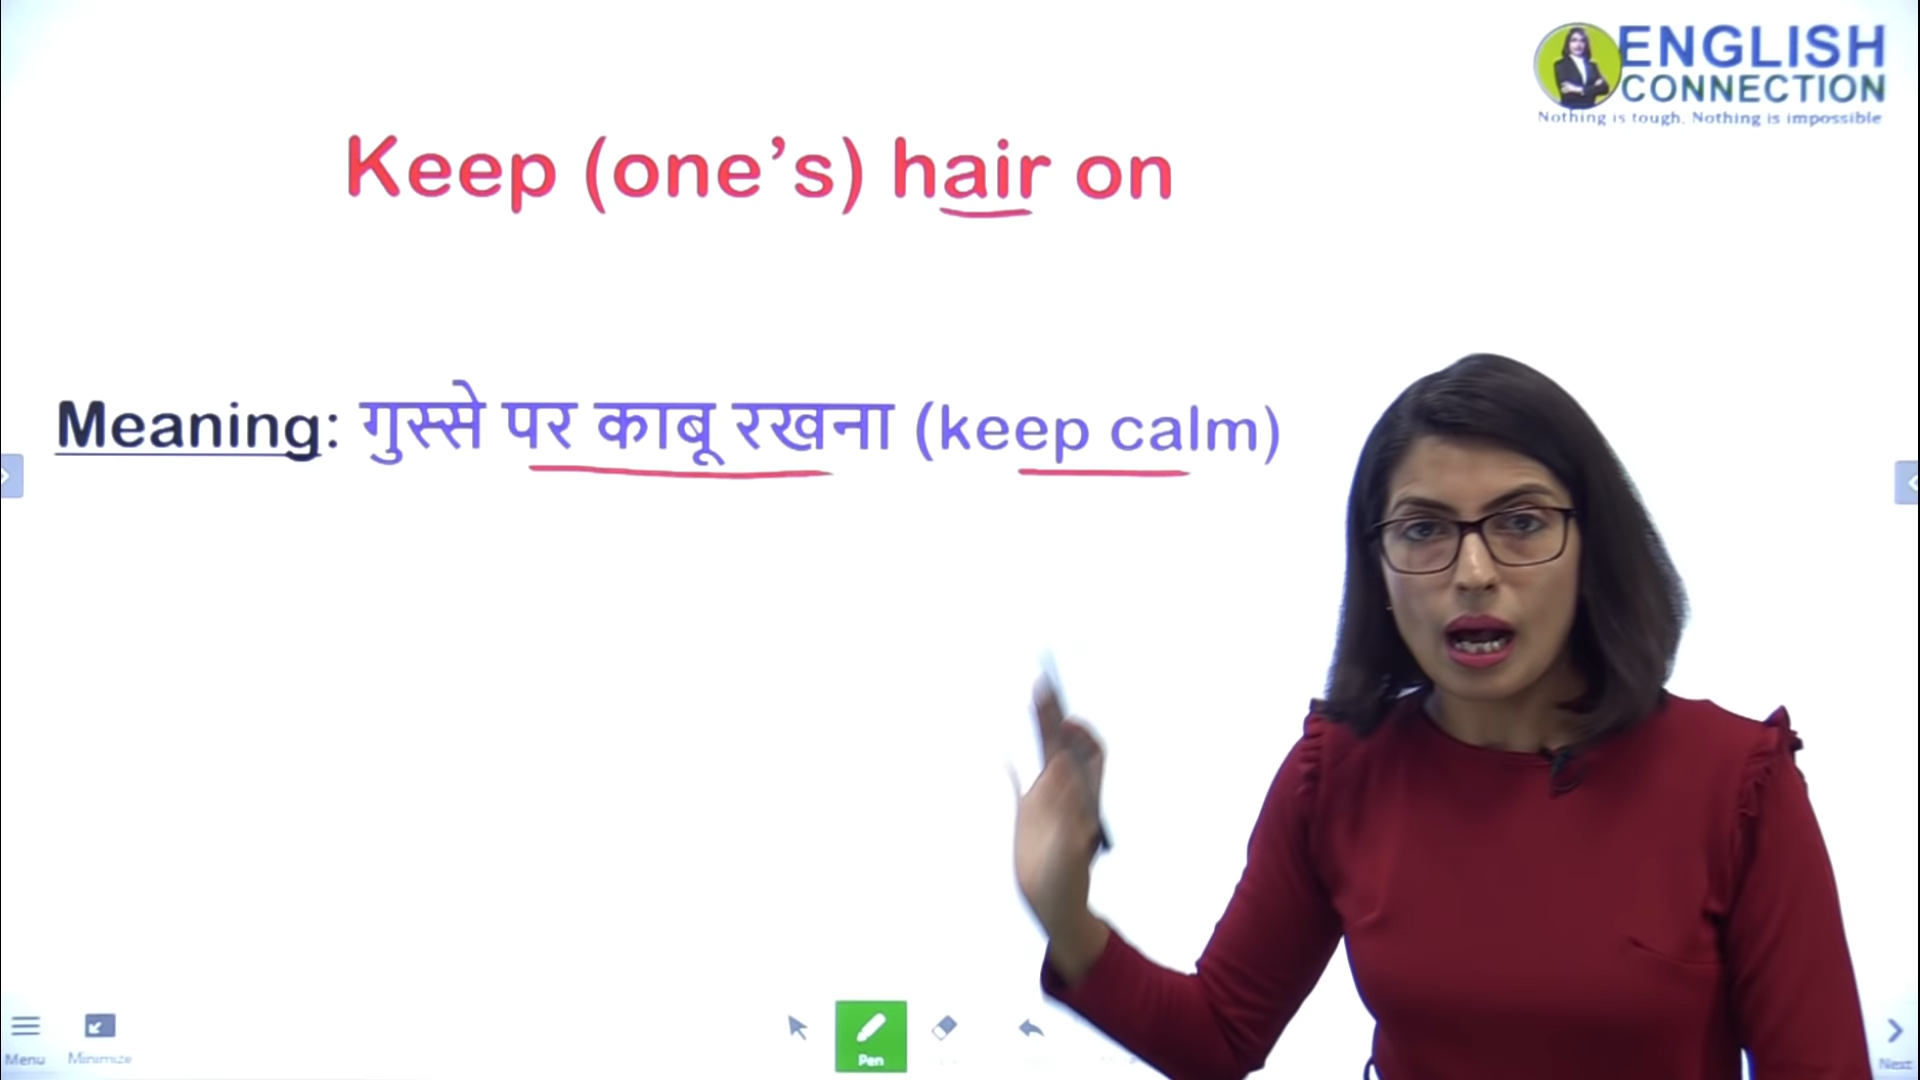 ENGLISH
CONNECTION
Nothing is tough, Nothing is impossible
Keep (one’s) hair on
Meaning: गुस्से पर काबू रखना (keep calm)
Menu
Minimize
Pen
Next